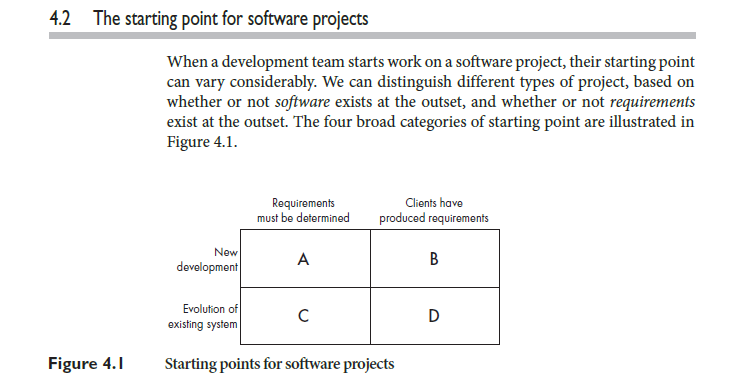 4.2 The starting point for software projects
When a development team starts work on a software project, their starting point
can vary considerably. We can distinguish different types of project, based on
whether or not software exists at the outset, and whether or not requirements
exist at the outset. The four broad categories of starting point are illustrated in
Figure 4.1.
Requirements
must be determined
Clients have
produced requirements
New
development
A
B
Evolution of
existing system
C
D
Figure 4.1 Starting points for software projects